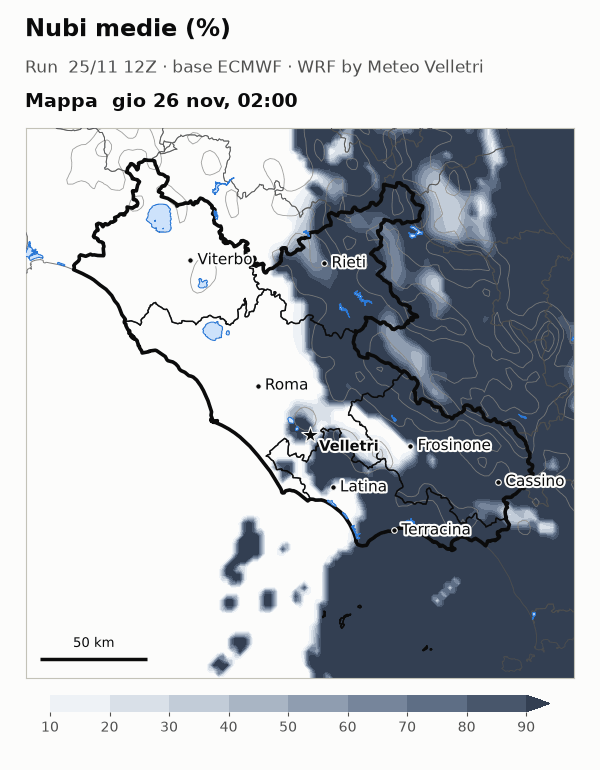 Nubi medie (%)
Run  25/11 12Z · base ECMWF · WRF by Meteo Velletri
Mappa  gio 26 nov, 02:00
Viterbo
Rieti
Roma
Velletri
Frosinone
Cassino
Latina
Terracina
50 km
10 20 30 40 50 60 70 80 90